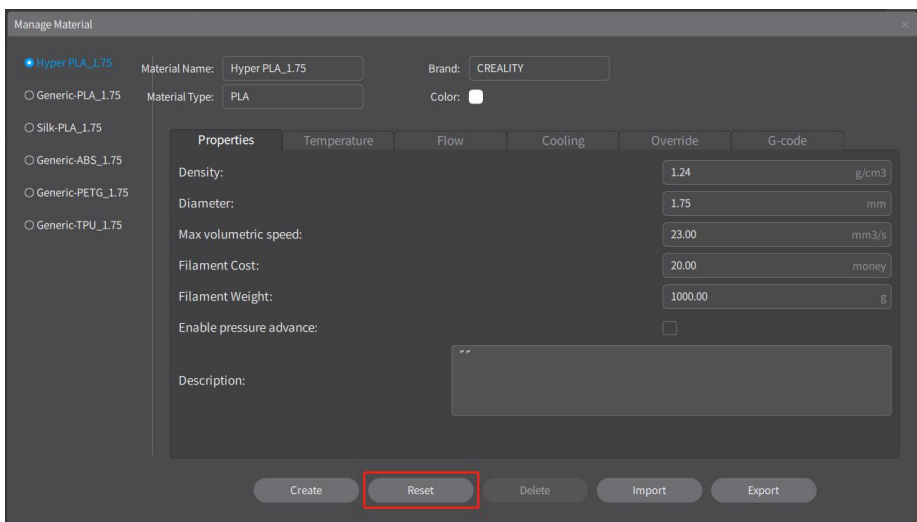 Manage Material
Hyper PLA_1.75
Generic-PLA_1.75
Silk-PLA_1.75
Generic-ABS_1.75
Generic-PETG_1.75
Generic-TPU_1.75
Material Name: Hyper PLA_1.75 Brand: CREALITY
Material Type: PLA Color:
Properties Temperature Flow Cooling Override G-code
Density: 1.24 g/cm3
Diameter: 1.75 mm
Max volumetric speed: 23.00 mm3/s
Filament Cost: 20.00 money
Filament Weight: 1000.00 g
Enable pressure advance:
Description: ""
Create Reset Delete Import Export